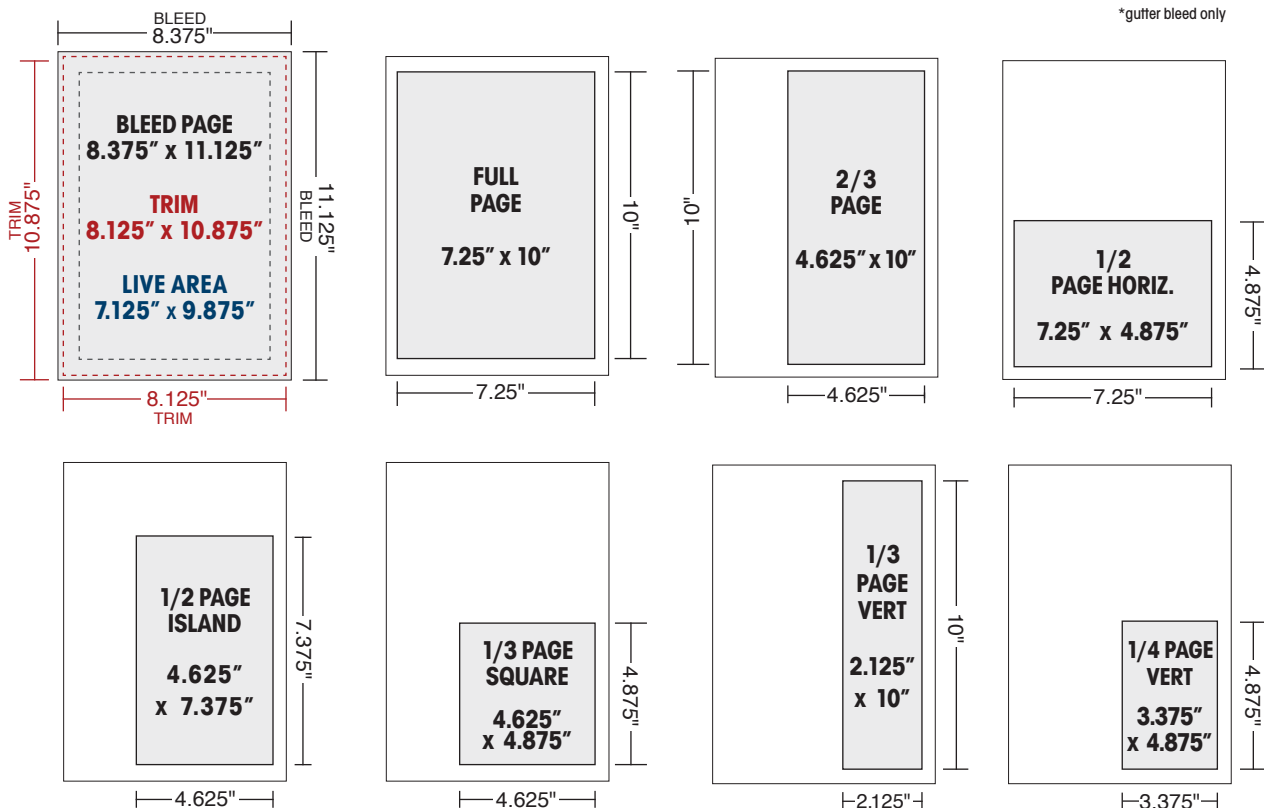 *gutter bleed only
BLEED
8.375"
BLEED PAGE
8.375” x 11.125”
TRIM
8.125” x 10.875”
LIVE AREA
7.125” x 9.875”
TRIM
10.875"
11.125"
BLEED
8.125"
TRIM
FULL
PAGE
7.25” x 10”
10"
7.25"
2/3
PAGE
4.625” x 10”
10"
4.625"
1/2
PAGE HORIZ.
7.25” x 4.875”
4.875"
7.25"
1/2 PAGE
ISLAND
4.625”
x 7.375”
7.375"
4.625"
1/3 PAGE
SQUARE
4.625”
x 4.875”
4.875"
4.625"
1/3
PAGE
VERT
2.125”
x 10”
10"
2.125"
1/4 PAGE
VERT
3.375”
x 4.875”
4.875"
3.375"